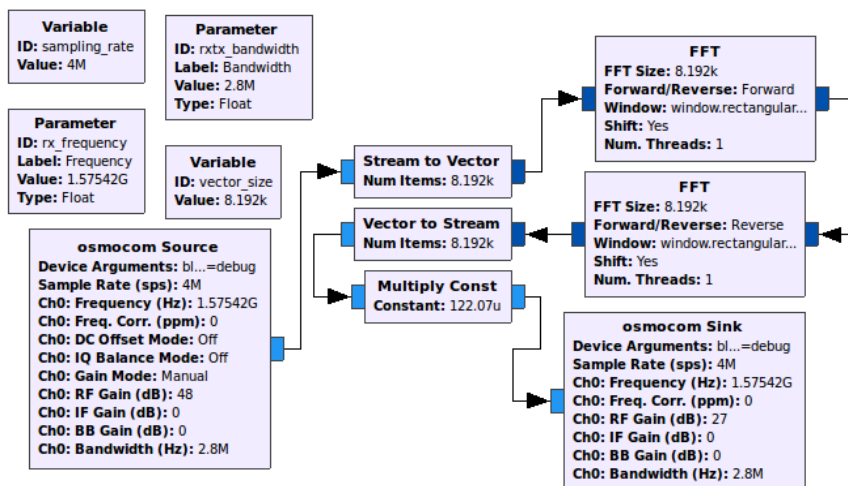 Variable
ID: sampling_rate
Value: 4M
Parameter
ID: rxtx_bandwidth
Label: Bandwidth
Value: 2.8M
Type: Float
Parameter
ID: rx_frequency
Label: Frequency
Value: 1.57542G
Type: Float
Variable
ID: vector_size
Value: 8.192k
osmocom Source
Device Arguments: bl...=debug
Sample Rate (sps): 4M
Ch0: Frequency (Hz): 1.57542G
Ch0: Freq. Corr. (ppm): 0
Ch0: DC Offset Mode: Off
Ch0: IQ Balance Mode: Off
Ch0: Gain Mode: Manual
Ch0: RF Gain (dB): 48
Ch0: IF Gain (dB): 0
Ch0: BB Gain (dB): 0
Ch0: Bandwidth (Hz): 2.8M
Stream to Vector
Num Items: 8.192k
FFT
FFT Size: 8.192k
Forward/Reverse: Forward
Window: window.rectangular...
Shift: Yes
Num. Threads: 1
FFT
FFT Size: 8.192k
Forward/Reverse: Reverse
Window: window.rectangular...
Shift: Yes
Num. Threads: 1
Vector to Stream
Num Items: 8.192k
Multiply Const
Constant: 122.07u
osmocom Sink
Device Arguments: bl...=debug
Sample Rate (sps): 4M
Ch0: Frequency (Hz): 1.57542G
Ch0: Freq. Corr. (ppm): 0
Ch0: RF Gain (dB): 27
Ch0: IF Gain (dB): 0
Ch0: BB Gain (dB): 0
Ch0: Bandwidth (Hz): 2.8M